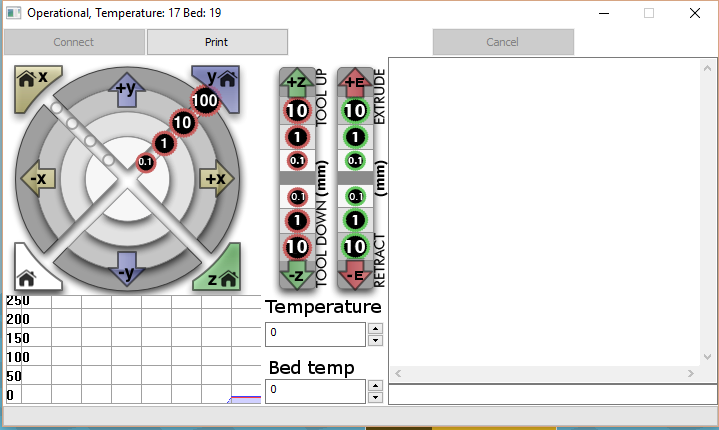 Operational, Temperature: 17 Bed: 19
Connect
Print
Cancel
x
y
+y
100
10
1
0.1
-x
+x
-y
z
+Z
10
1
0.1
0.1
1
10
-Z
TOOL UP
(mm)
TOOL DOWN
+E
10
1
0.1
0.1
1
10
-E
EXTRUDE
(mm)
RETRACT
250
200
150
100
50
0
Temperature
0
Bed temp
0